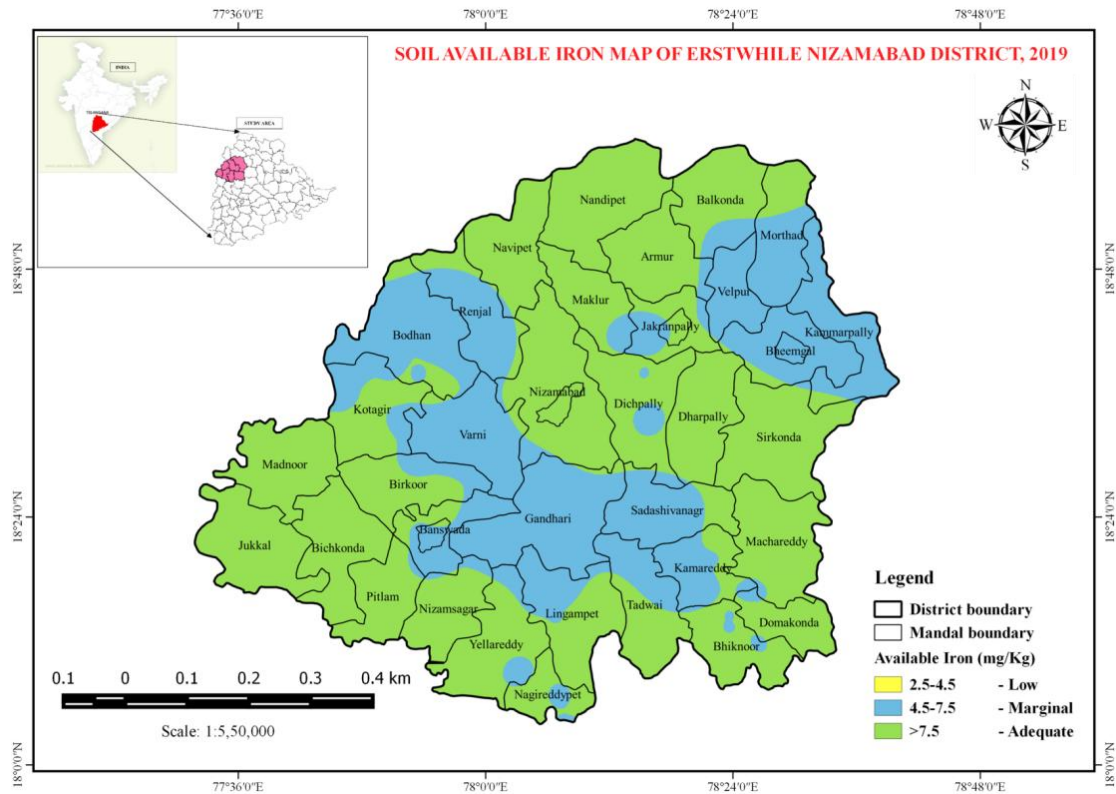 77°36'0"E 78°0'0"E 78°24'0"E 78°48'0"E
SOIL AVAILABLE IRON MAP OF ERSTWHILE NIZAMABAD DISTRICT, 2019
INDIA
STUDY AREA
N
W E
S
Nandipet
Balkonda
Morthad
Navipet
Armur
18°48'0"N 18°48'0"N
Velpur
Maklur
Renjal
Jakranpally
Bodhan
Kammarpally
Bheemgal
Nizamabad
Dichpally
Kotagir
Dharpally
Varni
Sirkonda
Madnoor
Birkoor
18°24'0"N 18°24'0"N
Sadashivanagr
Gandhari
Banswada
Machareddy
Jukkal
Bichkonda
Kamareddy
Pitlam
Nizamsagar
Tadwai
Lingampet
Domakonda
Yellareddy
Bhiknoor
Nagireddypet
Legend
District boundary
Mandal boundary
Available Iron (mg/Kg)
2.5-4.5 - Low
4.5-7.5 - Marginal
>7.5 - Adequate
0.1 0 0.1 0.2 0.3 0.4 km
Scale: 1:5,50,000
18°0'0"N 18°0'0"N
77°36'0"E 78°0'0"E 78°24'0"E 78°48'0"E